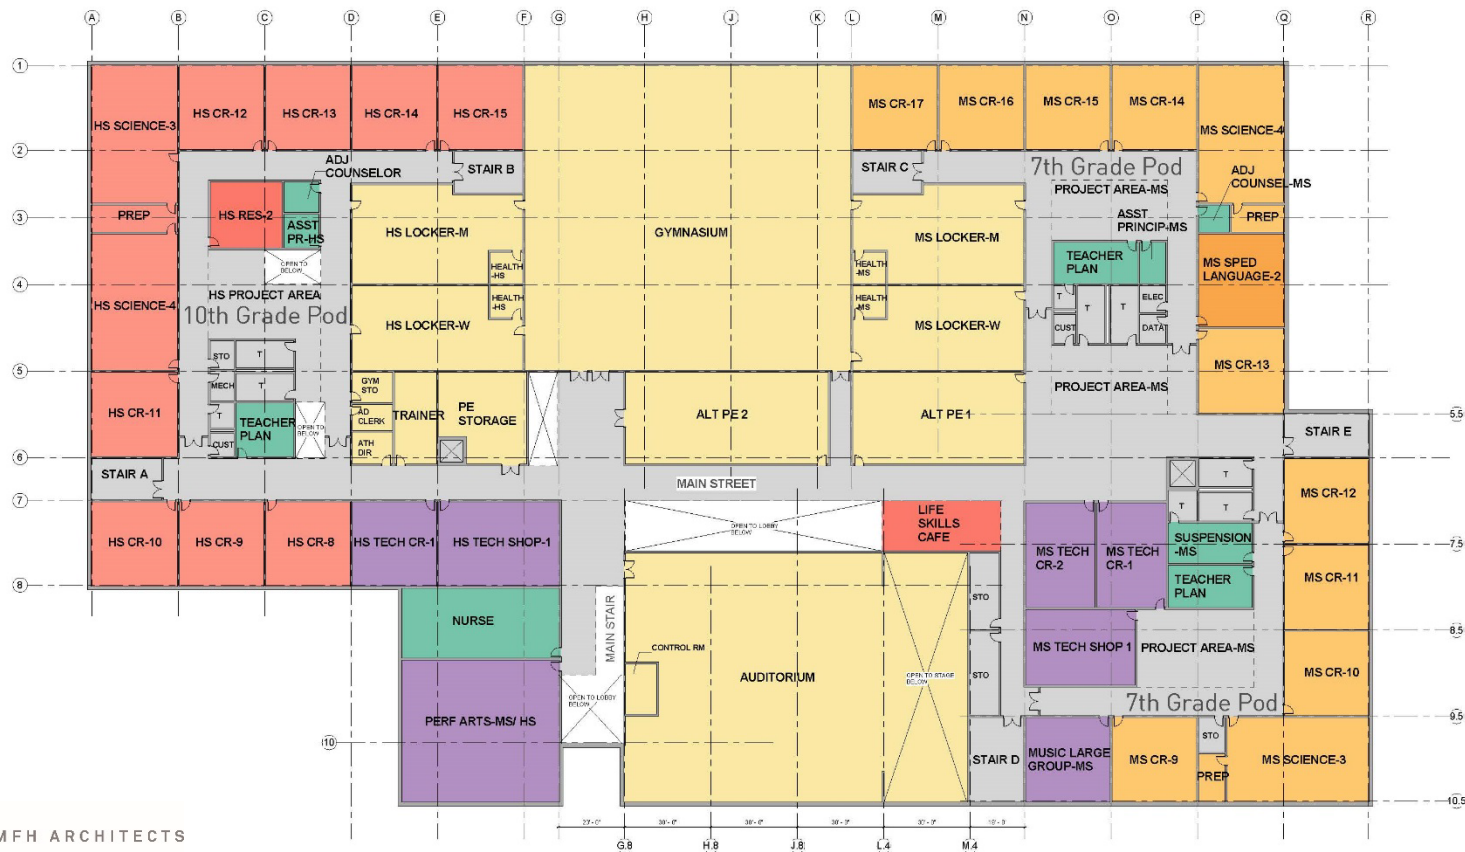 A B C D E F G H J K L M N O P Q R
1
HS SCIENCE-3
HS CR-12
HS CR-13
HS CR-14
HS CR-15
MS CR-17
MS CR-16
MS CR-15
MS CR-14
MS SCIENCE-4
2
ADJ
COUNSELOR
STAIR B
STAIR C
7th Grade Pod
PROJECT AREA-MS
ADJ
COUNSEL-MS
3
PREP
HS RES-2
ASST
PR-HS
HS LOCKER-M
GYMNASIUM
MS LOCKER-M
ASST
PRINCIP-MS
PREP
OPEN TO
BELOW
HEALTH
-HS
HEALTH
-MS
TEACHER
PLAN
MS SPED
LANGUAGE-2
4
HS SCIENCE-4
HS PROJECT AREA
10th Grade Pod
HEALTH
-HS
HEALTH
-MS
HS LOCKER-W
MS LOCKER-W
T
T
T
ELEC
CUST
DATA
STO
T
MS CR-13
5
MECH
T
GYM
STO
PROJECT AREA-MS
HS CR-11
T
TEACHER
PLAN
OPEN TO
BELOW
AD
CLERK
TRAINER
PE
STORAGE
ALT PE 2
ALT PE 1
5.5
CUST
ATH
DIR
STAIR E
6
STAIR A
T
MAIN STREET
MS CR-12
7
T
T
HS CR-10
HS CR-9
HS CR-8
HS TECH CR-1
HS TECH SHOP-1
OPEN TO LOBBY
BELOW
LIFE
SKILLS
CAFE
MS TECH
CR-2
MS TECH
CR-1
SUSPENSION
-MS
7.5
TEACHER
PLAN
MS CR-11
8
STO
NURSE
MAIN STAIR
8.5
CONTROL RM
MS TECH SHOP 1
PROJECT AREA-MS
AUDITORIUM
OPEN TO STAGE
BELOW
STO
MS CR-10
OPEN TO LOBBY
BELOW
PERF ARTS-MS/ HS
7th Grade Pod
9.5
STO
I10
STAIR D
MUSIC LARGE
GROUP-MS
MS CR-9
PREP
MS SCIENCE-3
10.5
23'- 0" 30'- 0" 30'- 0" 30'- 3" 32'- 0"
MFH ARCHITECTS
G.8 H.8 J.8 L.4 M.4